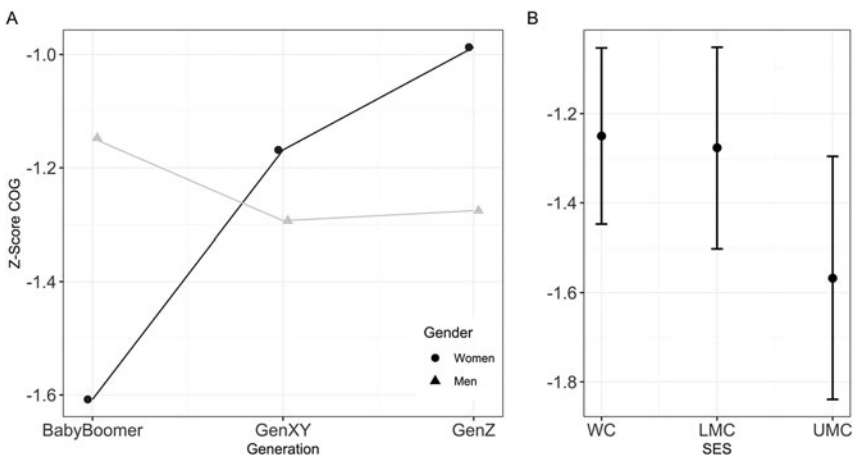 A
Z-Score COG
-1.0
-1.2
-1.4
-1.6
BabyBoomer GenXY GenZ
Generation
Gender
Women
Men
B
-1.2
-1.4
-1.6
-1.8
WC LMC UMC
SES